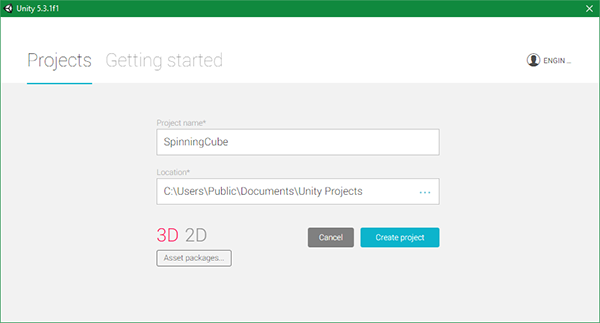 Unity 5.3.1f1
Projects Getting started
ENGIN ...
Project name*
SpinningCube
Location*
C:\Users\Public\Documents\Unity Projects
3D 2D Cancel Create project
Asset packages...